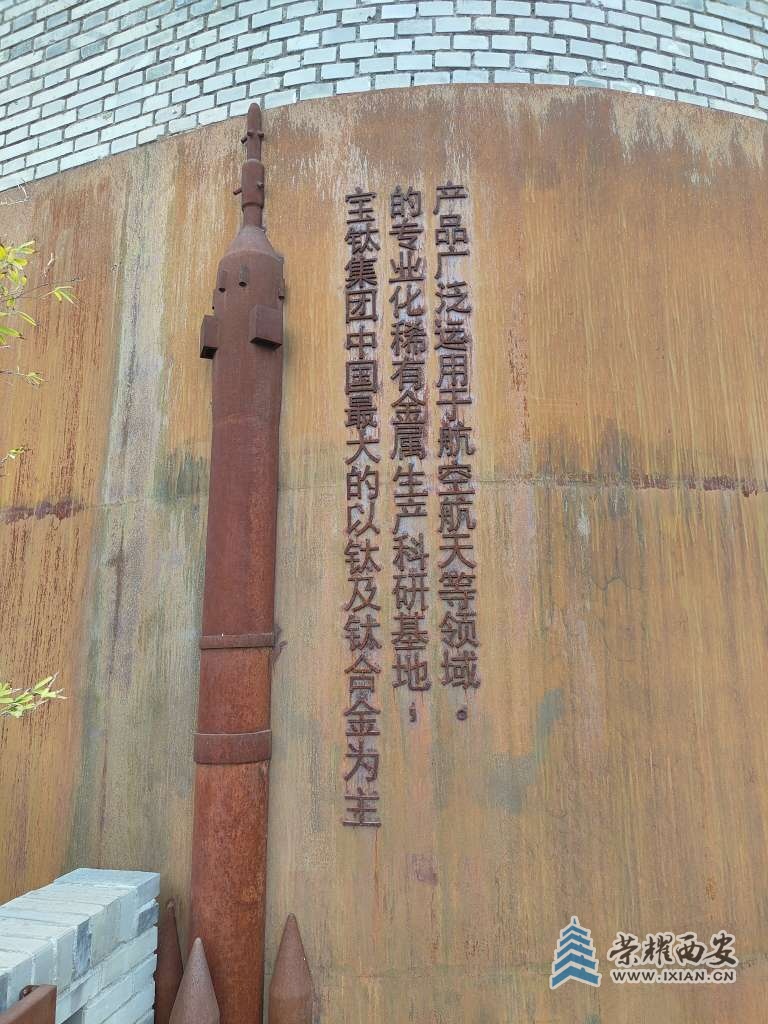 宝钛集团中国最大的以钛及钛合金为主
的专业化稀有金属生产科研基地；
产品广泛运用于航空航天等领域。
荣耀西安
WWW.IXIAN.CN